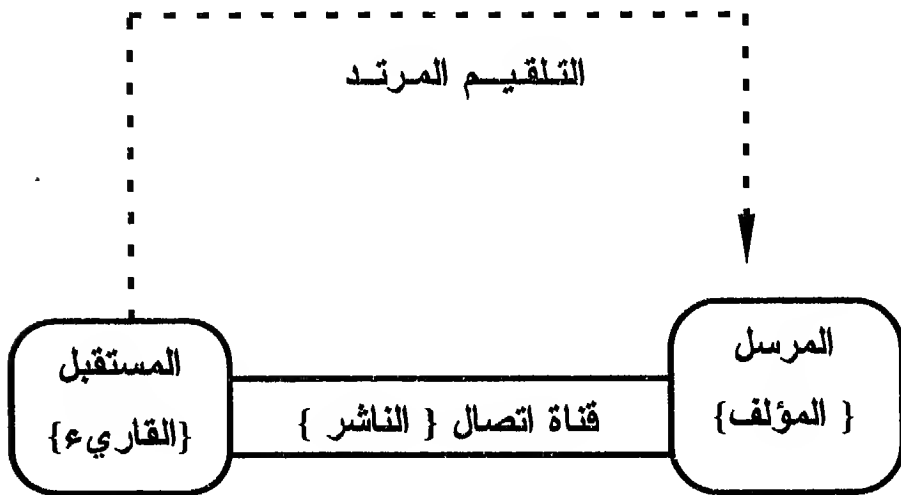 التلقيم المرتد
المرسل
{ المؤلف}
قناة اتصال { الناشر }
المستقبل
{القاريء}